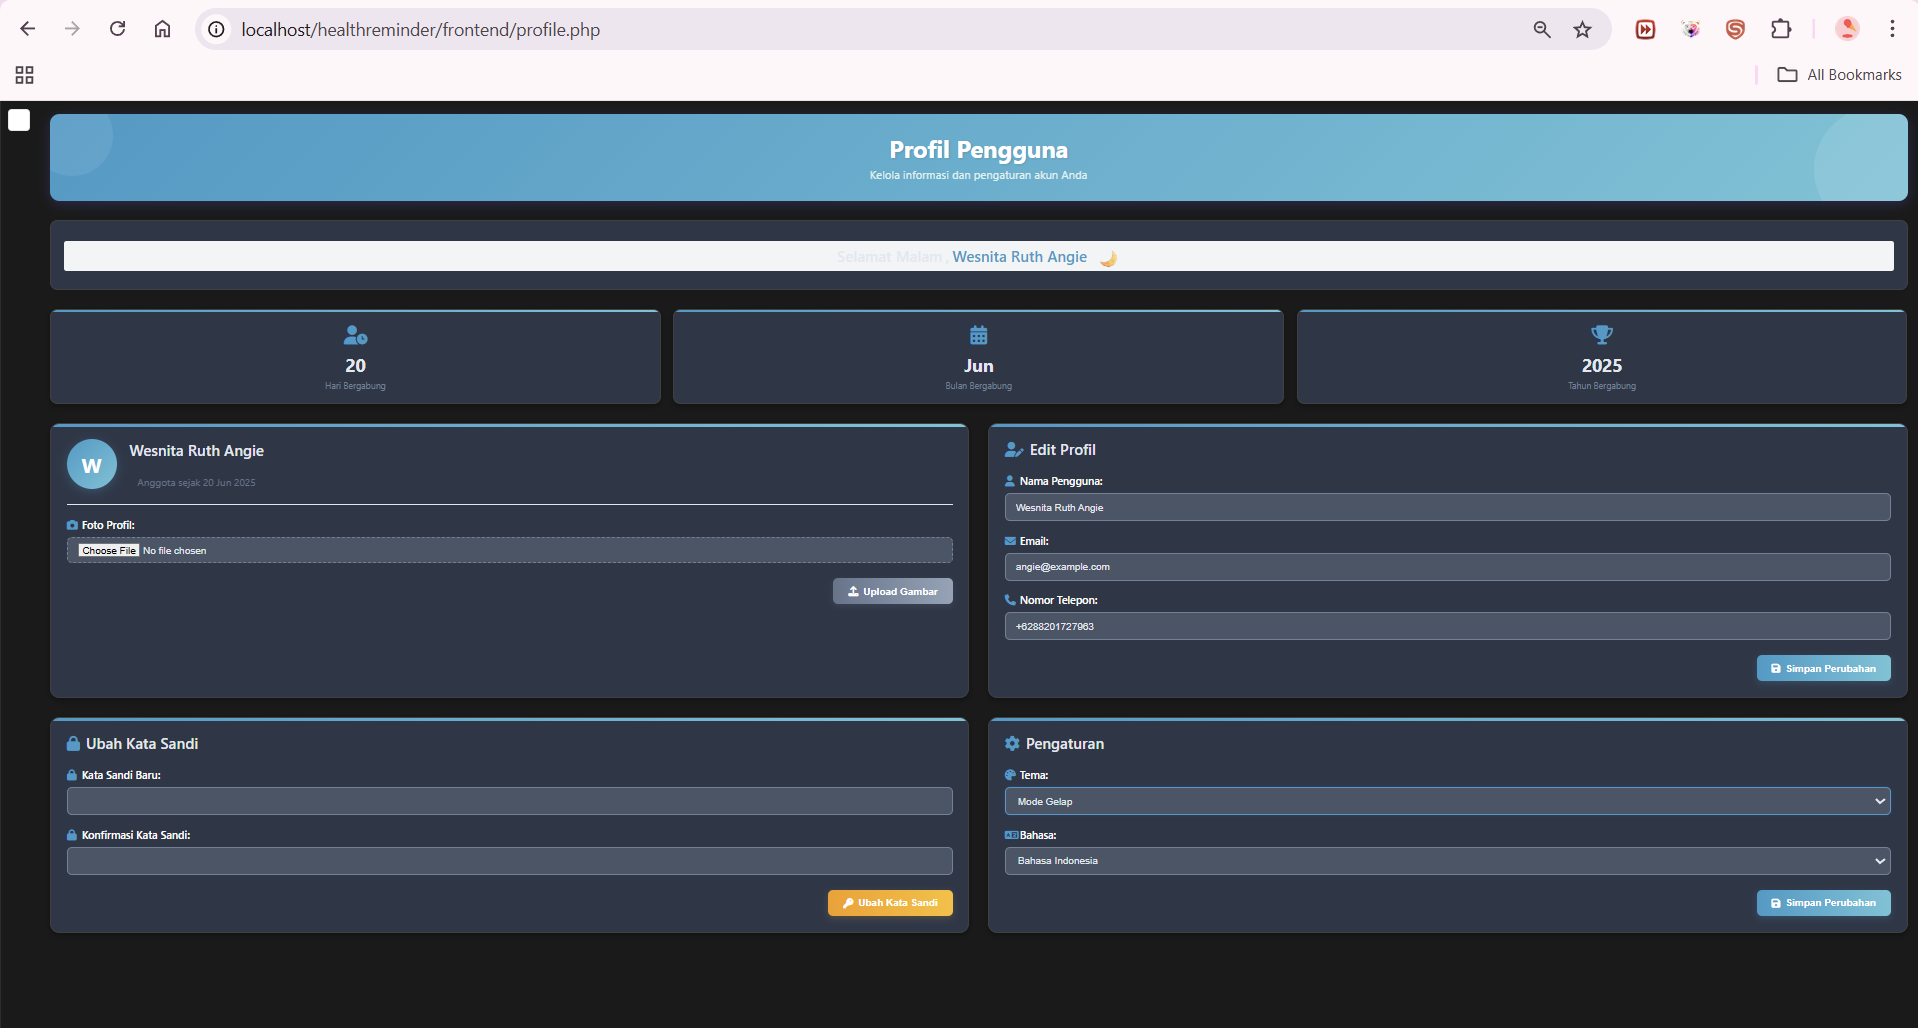 localhost/healthreminder/frontend/profile.php
All Bookmarks
Profil Pengguna
Kelola informasi dan pengaturan akun Anda
Selamat Malam, Wesnita Ruth Angie
20
Hari Bergabung
Jun
Bulan Bergabung
2025
Tahun Bergabung
W
Wesnita Ruth Angie
Anggota sejak 20 Jun 2025
Foto Profil:
Choose File No file chosen
Upload Gambar
Edit Profil
Nama Pengguna:
Wesnita Ruth Angie
Email:
angie@example.com
Nomor Telepon:
+6288201727963
Simpan Perubahan
Ubah Kata Sandi
Kata Sandi Baru:
Konfirmasi Kata Sandi:
Ubah Kata Sandi
Pengaturan
Tema:
Mode Gelap
Bahasa:
Bahasa Indonesia
Simpan Perubahan